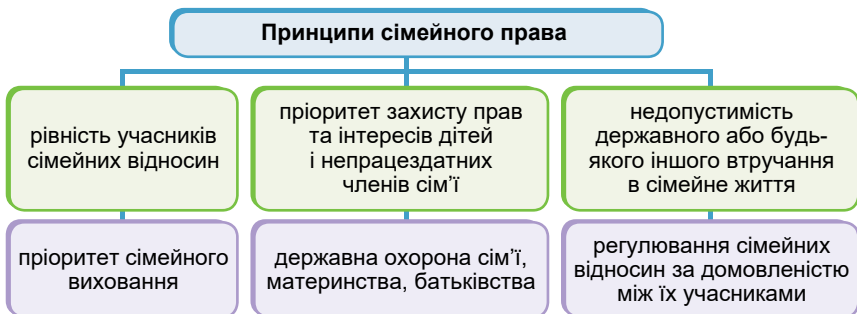 Принципи сімейного права
рівність учасників
сімейних відносин
пріоритет захисту прав
та інтересів дітей
і непрацездатних
членів сім’ї
недопустимість
державного або будь-
якого іншого втручання
в сімейне життя
пріоритет сімейного
виховання
державна охорона сім’ї,
материнства, батьківства
регулювання сімейних
відносин за домовленістю
між їх учасниками